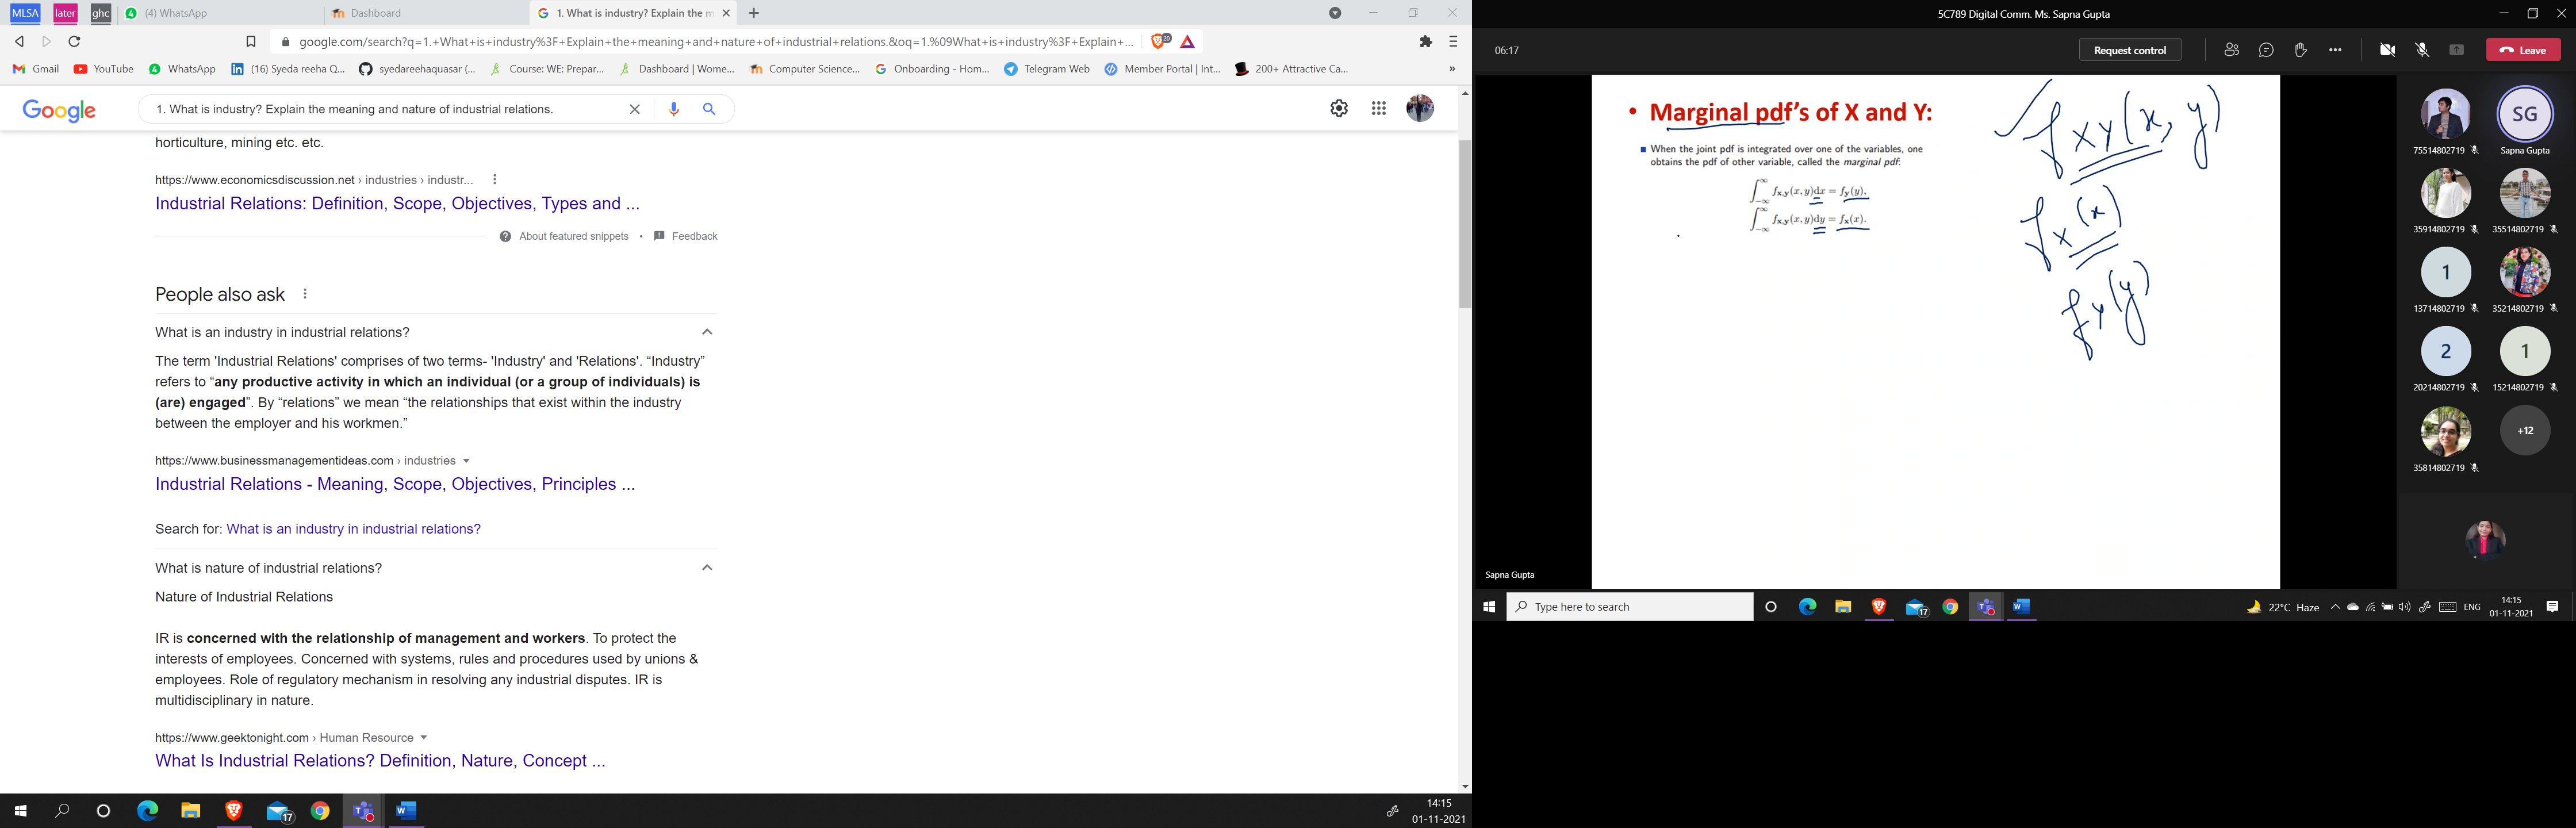 MLSA later ghc (4) WhatsApp Dashboard 1. What is industry? Explain the m
google.com/search?q=1.+What+is+industry%3F+Explain+the+meaning+and+nature+of+industrial+relations.&oq=1.%09What+is+industry%3F+Explain+... 20
Gmail YouTube WhatsApp (16) Syeda reeha Q... syedareehaquasar (... Course: WE: Prepar... Dashboard | Wome... Computer Science... Onboarding - Hom... Telegram Web Member Portal | Int... 200+ Attractive Ca... »
Google 1. What is industry? Explain the meaning and nature of industrial relations.
horticulture, mining etc. etc.
https://www.economicsdiscussion.net › industries › industr...
Industrial Relations: Definition, Scope, Objectives, Types and ...
About featured snippets • Feedback
People also ask
What is an industry in industrial relations?
The term 'Industrial Relations' comprises of two terms- 'Industry' and 'Relations'. “Industry”
refers to “any productive activity in which an individual (or a group of individuals) is
(are) engaged”. By “relations” we mean “the relationships that exist within the industry
between the employer and his workmen.”
https://www.businessmanagementideas.com › industries
Industrial Relations - Meaning, Scope, Objectives, Principles ...
Search for: What is an industry in industrial relations?
What is nature of industrial relations?
Nature of Industrial Relations
IR is concerned with the relationship of management and workers. To protect the
interests of employees. Concerned with systems, rules and procedures used by unions &
employees. Role of regulatory mechanism in resolving any industrial disputes. IR is
multidisciplinary in nature.
https://www.geektonight.com › Human Resource
What Is Industrial Relations? Definition, Nature, Concept ...
17 14:15
01-11-2021
5C789 Digital Comm. Ms. Sapna Gupta
06:17 Request control Leave
• Marginal pdf's of X and Y:
When the joint pdf is integrated over one of the variables, one
obtains the pdf of other variable, called the marginal pdf:
∫_{-∞}^{∞} f_{x,y}(x, y)dx = f_y(y),
∫_{-∞}^{∞} f_{x,y}(x, y)dy = f_x(x).
f_{XY}(x, y)
f_X(x)
f_Y(y)
SG
75514802719 Sapna Gupta
35914802719 35514802719
1
13714802719 35214802719
2 1
20214802719 15214802719
+12
35814802719
Sapna Gupta
Type here to search 17 22°C Haze ENG 14:15
01-11-2021